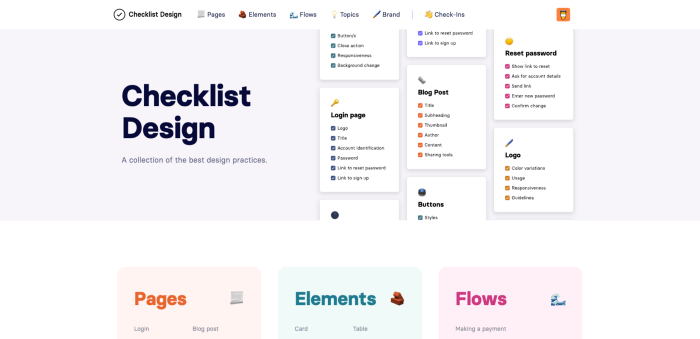 Checklist Design
Pages
Elements
Flows
Topics
Brand
Check-Ins
Checklist
Design
A collection of the best design practices.
Button/s
Close action
Responsiveness
Background change
Login page
Logo
Title
Account identification
Password
Link to reset password
Link to sign up
Link to reset password
Link to sign up
Blog Post
Title
Subheading
Thumbnail
Author
Content
Sharing tools
Buttons
Styles
Reset password
Show link to reset
Ask for account details
Send link
Enter new password
Confirm change
Logo
Color variations
Usage
Responsiveness
Guidelines
Pages
Login
Blog post
Elements
Card
Table
Flows
Making a payment